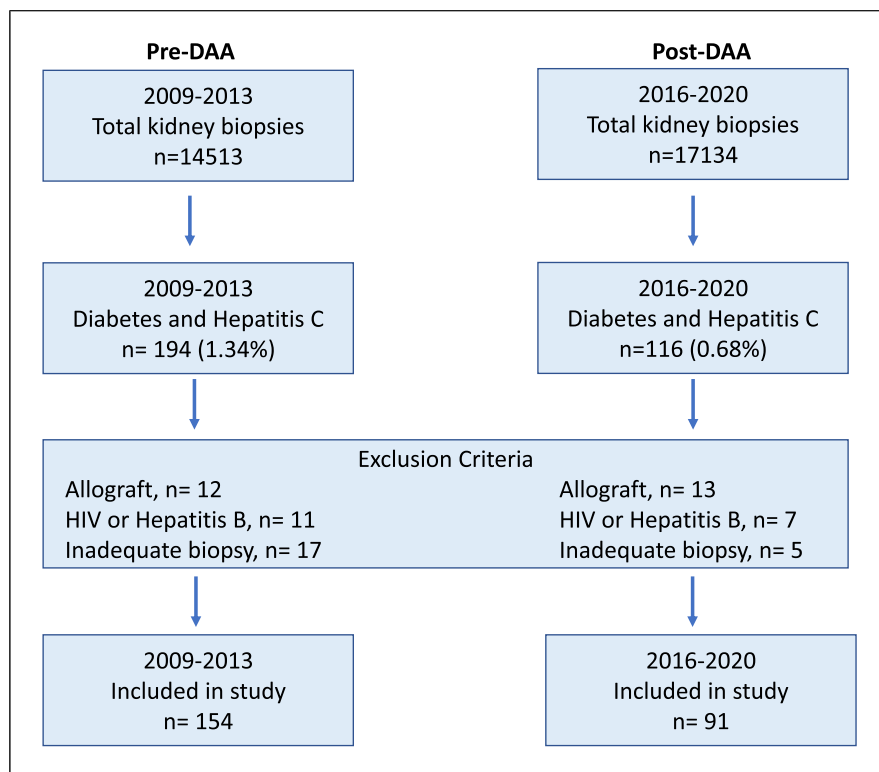 Pre-DAA
2009-2013
Total kidney biopsies
n=14513
2009-2013
Diabetes and Hepatitis C
n= 194 (1.34%)
Post-DAA
2016-2020
Total kidney biopsies
n=17134
2016-2020
Diabetes and Hepatitis C
n=116 (0.68%)
Exclusion Criteria
Allograft, n= 12
HIV or Hepatitis B, n= 11
Inadequate biopsy, n= 17
Allograft, n= 13
HIV or Hepatitis B, n= 7
Inadequate biopsy, n= 5
2009-2013
Included in study
n= 154
2016-2020
Included in study
n= 91